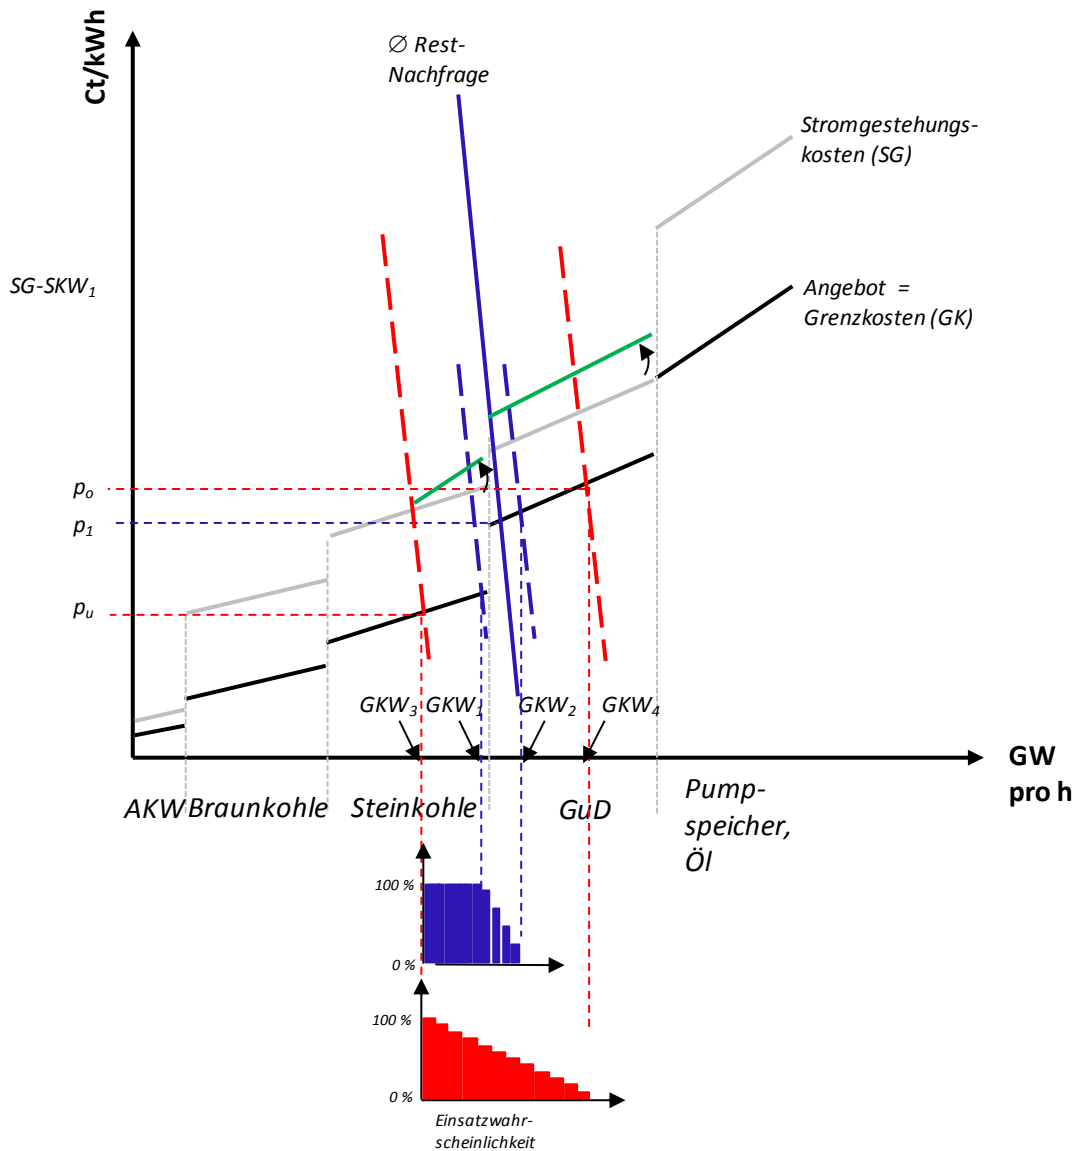 Ct/kWh
∅ Rest-
Nachfrage
Stromgestehungs-
kosten (SG)
SG-SKW1
Angebot =
Grenzkosten (GK)
po
p1
pu
GKW3 GKW1 GKW2 GKW4
GW
pro h
AKW Braunkohle Steinkohle GuD
Pump-
speicher,
Öl
100 %
0 %
100 %
0 %
Einsatzwahr-
scheinlichkeit